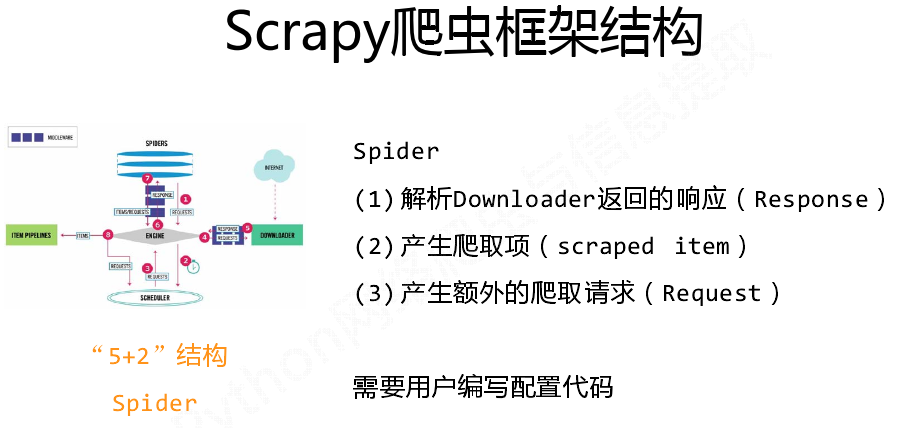 Scrapy爬虫框架结构
MIDDLEWARE
SPIDERS
INTERNET
7
RESPONSE
1
ITEMS/REQUESTS
REQUESTS
6
ITEM PIPELINES
ITEMS
8
ENGINE
4
RESPONSE
REQUESTS
5
DOWNLOADER
REQUESTS
3
REQUESTS
2
SCHEDULER
“5+2”结构
Spider
Spider
(1)解析Downloader返回的响应(Response)
(2)产生爬取项(scraped item)
(3)产生额外的爬取请求(Request)
需要用户编写配置代码